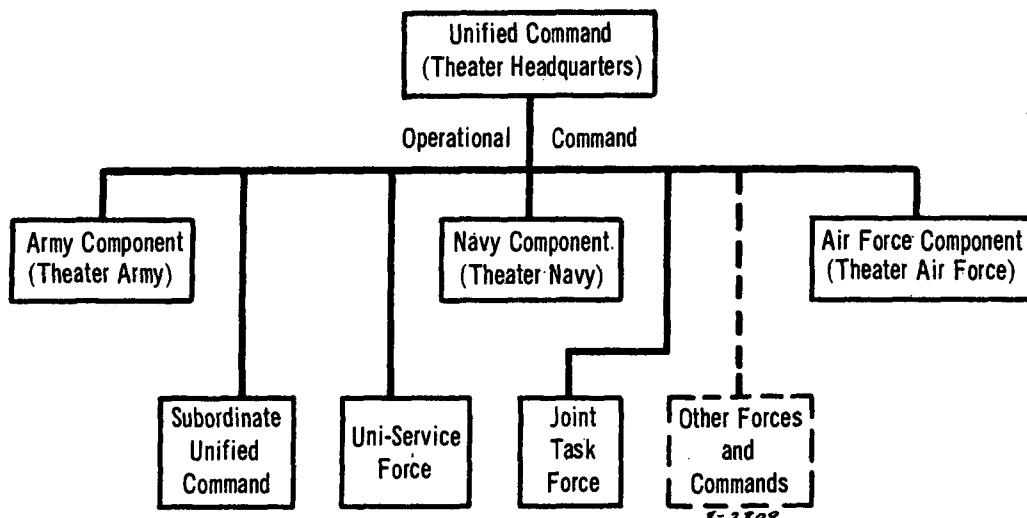 Unified Command
(Theater Headquarters)
Operational Command
Army Component
(Theater Army)
Navy Component.
(Theater Navy)
Air Force Component
(Theater Air Force)
Subordinate
Unified
Command
Uni-Service
Force
Joint
Task
Force
Other Forces
and
Commands